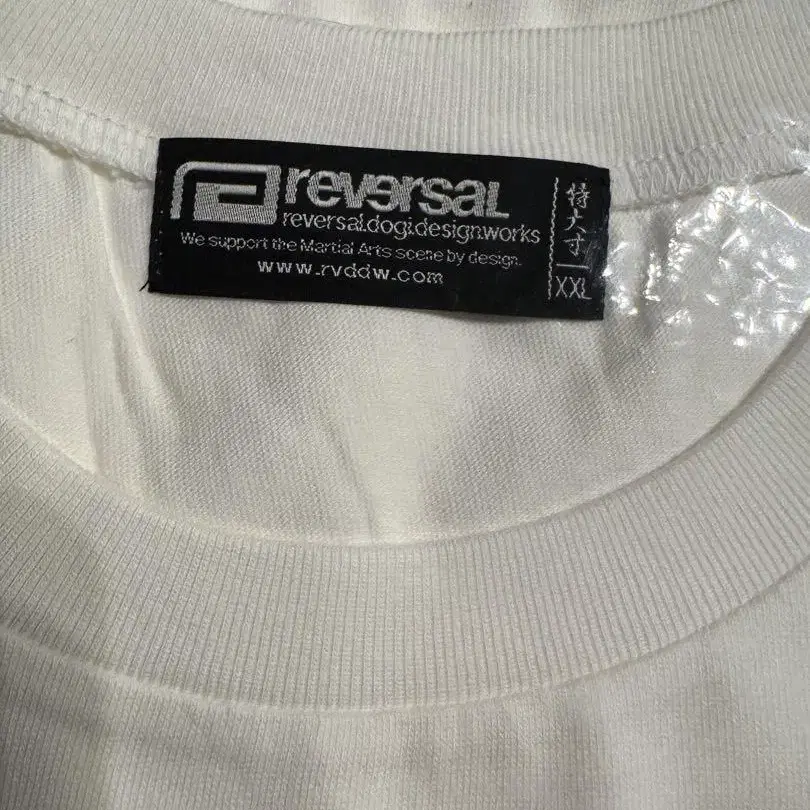 reversal
reversal.dogi.design.works
We support the Martial Arts scene by design.
www.rvddw.com
特大寸
XXL